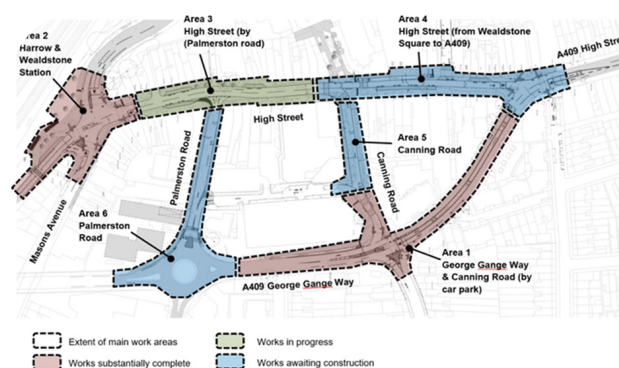 Area 3
High Street (by
(Palmerston road)
Area 4
High Street (from Wealdstone
Square to A409)
2
Harrow &
Wealdstone
Station
A409 High
High Street
Area 5
Canning Road
Palmerston Road
Canning Road
Masons Avenue
Area 6
Palmerston
Road
Area 1
George Gange Way
& Canning Road (by
car park)
A409 George Gange Way
Extent of main work areas
Works in progress
Works substantially complete
Works awaiting construction